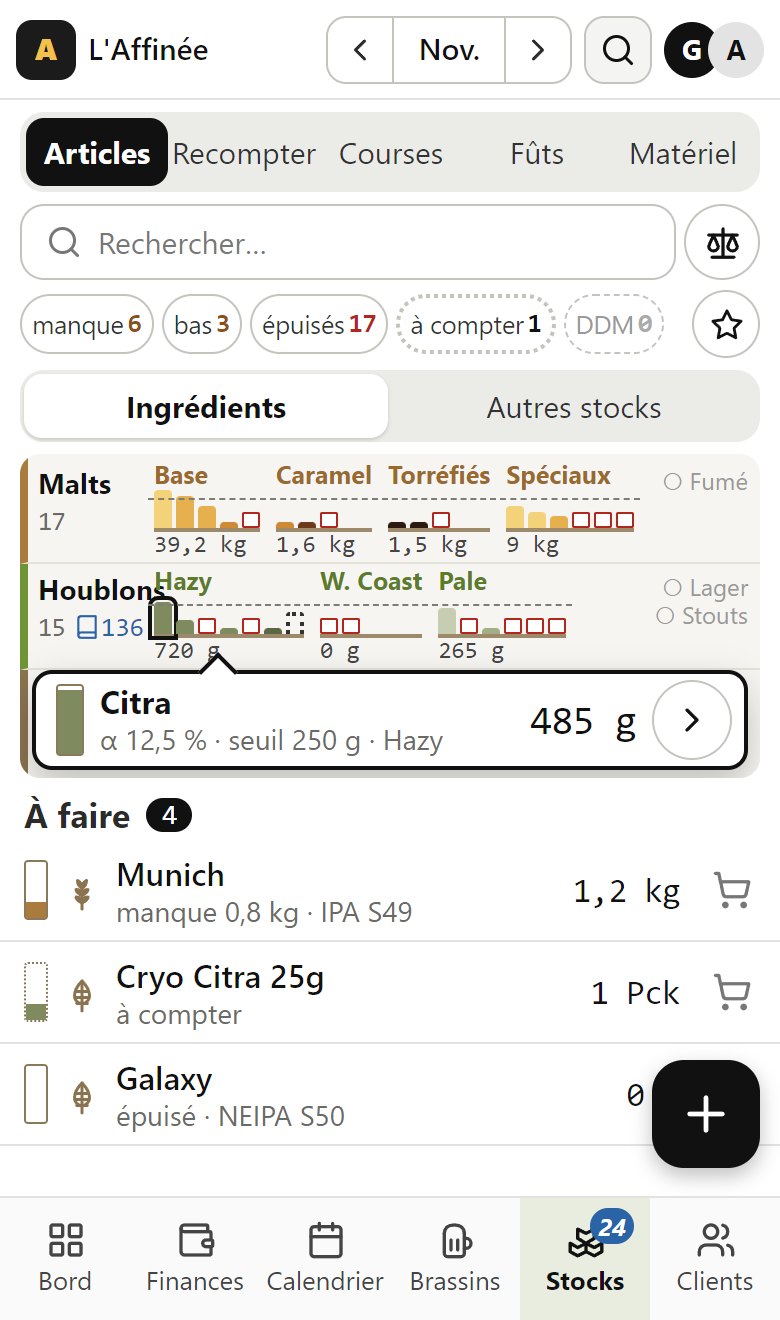 A L'Affinée Nov. G A
Articles Recompter Courses Fûts Matériel
Rechercher...
manque 6 bas 3 épuisés 17 à compter 1 DDM 0
Ingrédients Autres stocks
Malts Base Caramel Torréfiés Spéciaux Fumé
17
39,2 kg 1,6 kg 1,5 kg 9 kg
Houblons Hazy W. Coast Pale Lager
15 136 Stouts
720 g 0 g 265 g
Citra 485 g
α 12,5 % · seuil 250 g · Hazy
À faire 4
Munich 1,2 kg
manque 0,8 kg · IPA S49
Cryo Citra 25g 1 Pck
à compter
Galaxy 0
épuisé · NEIPA S50
24
Bord Finances Calendrier Brassins Stocks Clients